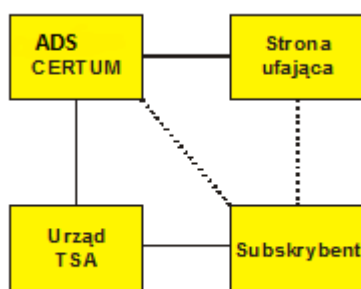 ADS
CERTUM
Strona
ufająca
Urząd
TSA
Subskrybent